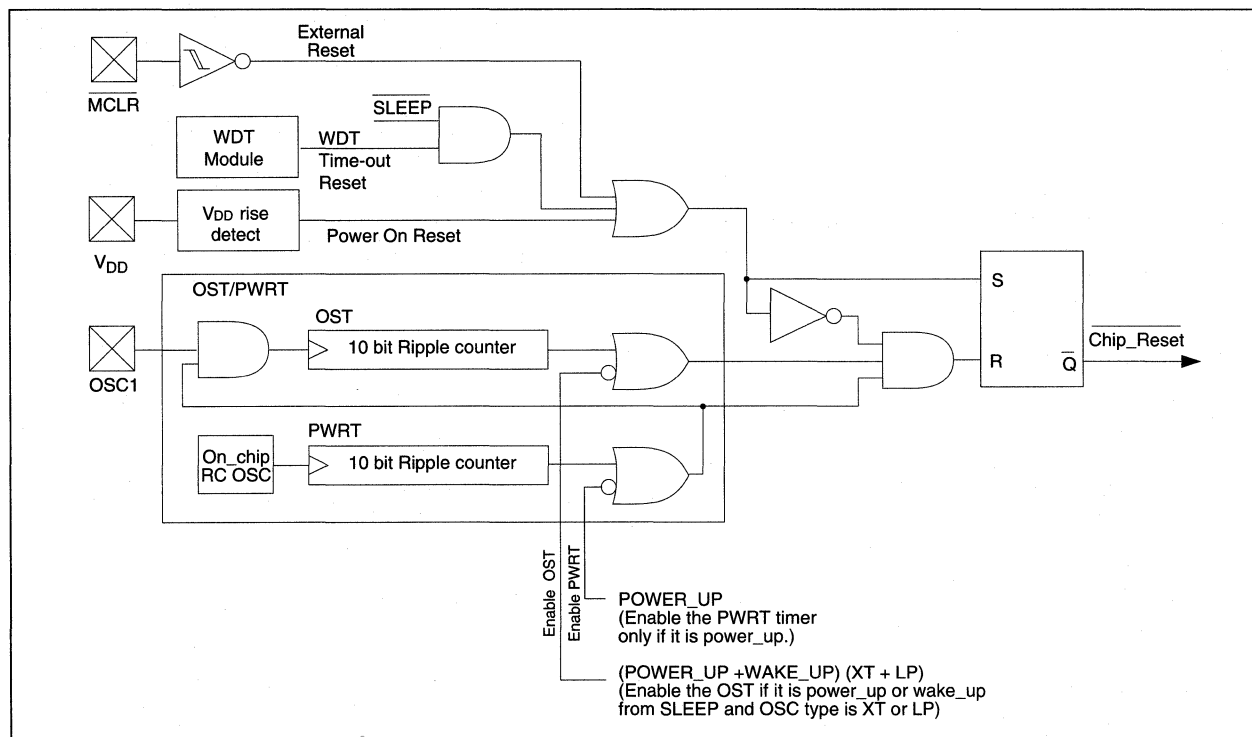 External
Reset
MCLR
SLEEP
WDT
Module
WDT
Time-out
Reset
VDD rise
detect
Power On Reset
VDD
OST/PWRT
OST
10 bit Ripple counter
OSC1
S
R
Q
Chip_Reset
PWRT
On_chip
RC OSC
10 bit Ripple counter
Enable OST
Enable PWRT
POWER_UP
(Enable the PWRT timer
only if it is power_up.)
(POWER_UP +WAKE_UP) (XT + LP)
(Enable the OST if it is power_up or wake_up
from SLEEP and OSC type is XT or LP)